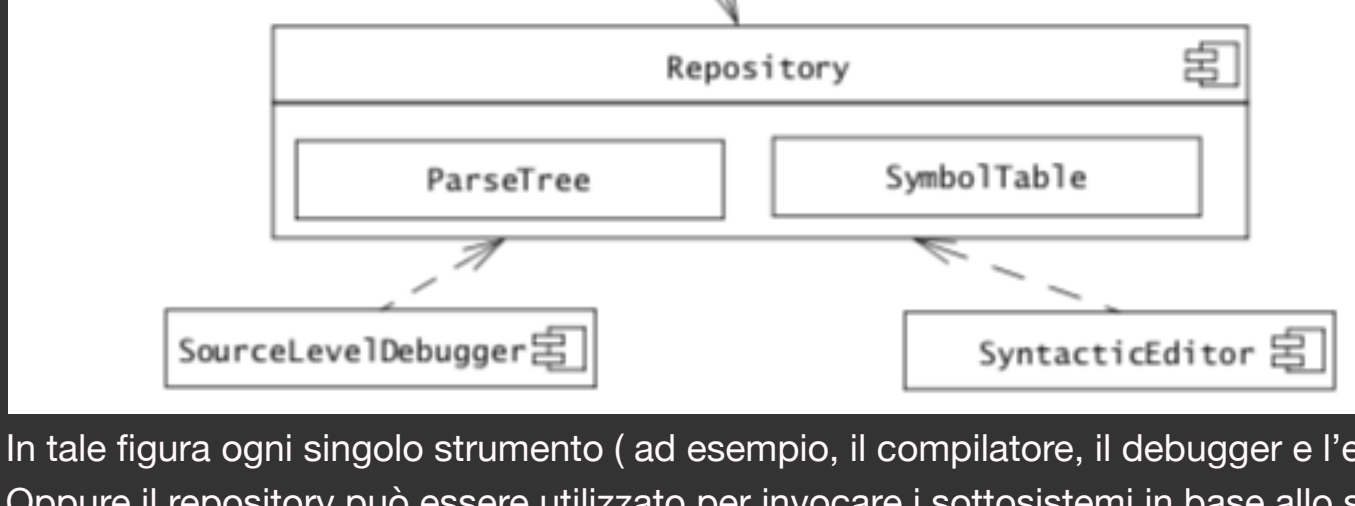 Repository
ParseTree
SymbolTable
SourceLevelDebugger
SyntacticEditor
In tale figura ogni singolo strumento ( ad esempio, il compilatore, il debugger e l'e
Oppure il repository può essere utilizzato per invocare i sottosistemi in base allo s